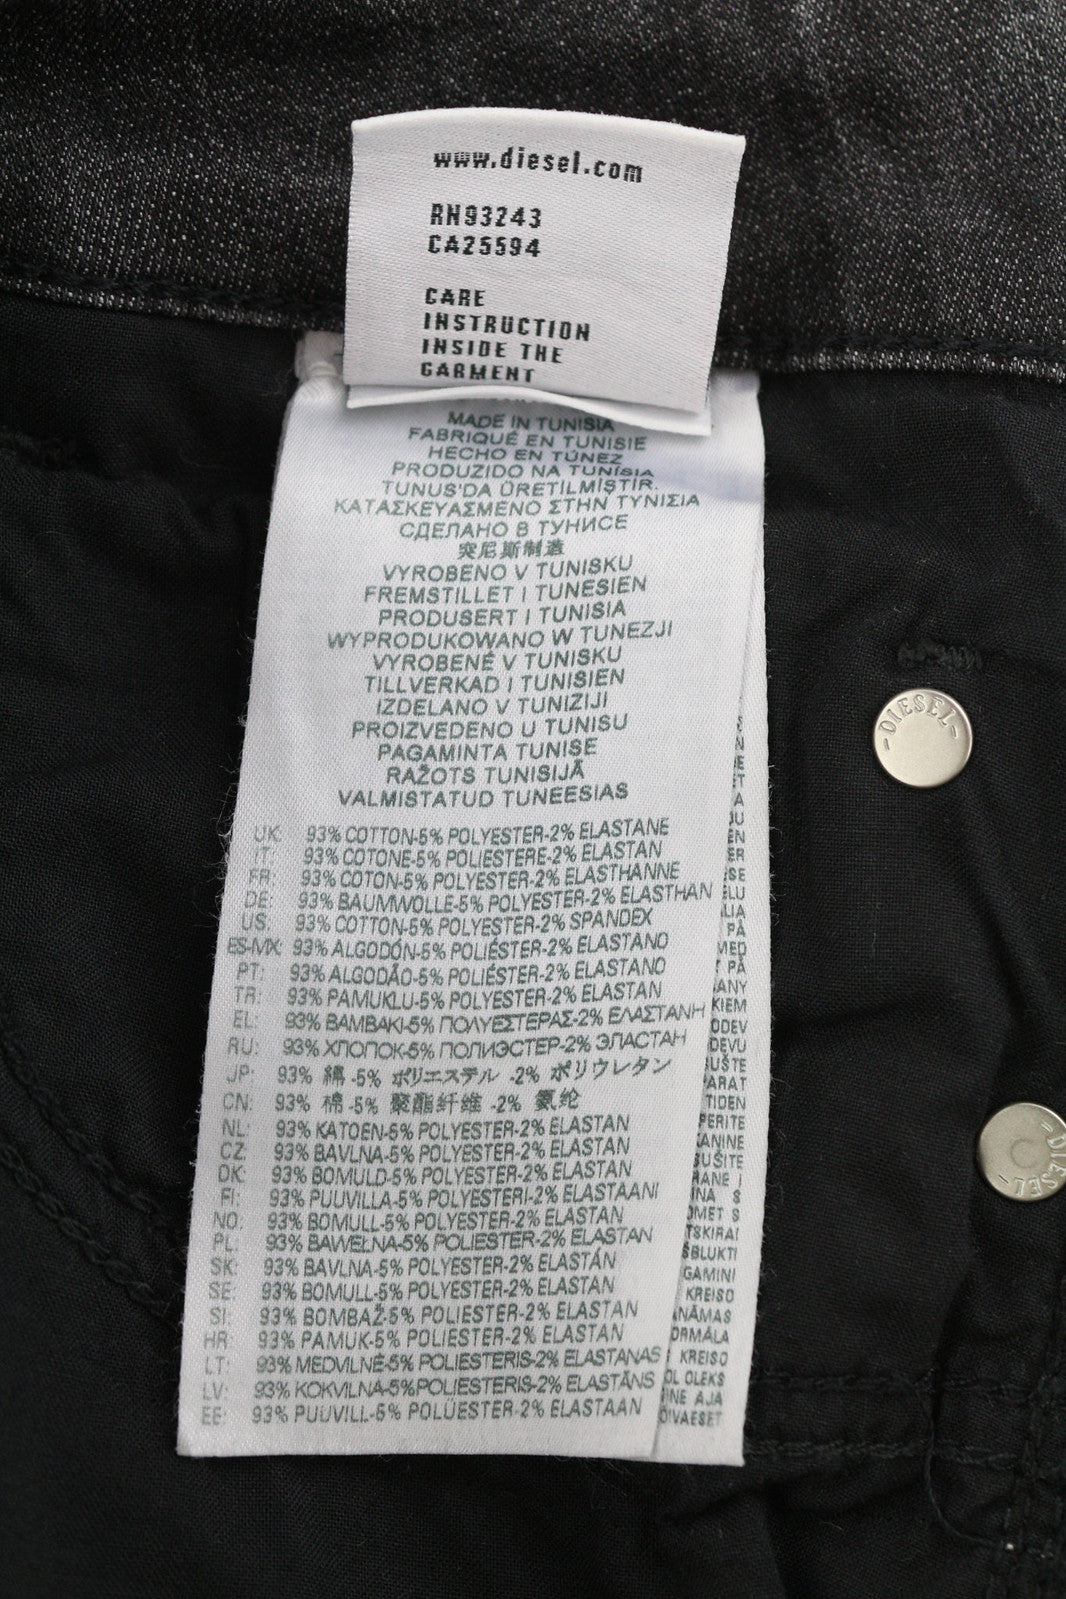 www.diesel.com
RN93243
CA25594
CARE
INSTRUCTION
INSIDE THE
GARMENT
MADE IN TUNISIA
FABRIQUÉ EN TUNISIE
HECHO EN TÚNEZ
PRODUZIDO NA TUNÍSIA
TUNUS'DA ÜRETILMIŞTIR.
ΚΑΤΑΣΚΕΥΑΣΜΕΝΟ ΣΤΗΝ ΤΥΝΙΣΙΑ
СДЕЛАНО В ТУНИСЕ
突尼斯制造
VYROBENO V TUNISKU
FREMSTILLET I TUNESIEN
PRODUSERT I TUNISIA
WYPRODUKOWANO W TUNEZJI
VYROBENÉ V TUNISKU
TILLVERKAD I TUNISIEN
IZDELANO V TUNIZIJI
PROIZVEDENO U TUNISU
PAGAMINTA TUNISE
RAŽOTS TUNISIJĀ
VALMISTATUD TUNEESIAS
UK: 93% COTTON-5% POLYESTER-2% ELASTANE
IT: 93% COTONE-5% POLIESTERE-2% ELASTAN
FR: 93% COTON-5% POLYESTER-2% ELASTHANNE
DE: 93% BAUMWOLLE-5% POLYESTER-2% ELASTHAN
US: 93% COTTON-5% POLYESTER-2% SPANDEX
ES-MX: 93% ALGODÓN-5% POLIÉSTER-2% ELASTANO
PT: 93% ALGODÃO-5% POLIÉSTER-2% ELASTANO
TR: 93% PAMUKLU-5% POLYESTER-2% ELASTAN
EL: 93% ΒΑΜΒΑΚΙ-5% ΠΟΛΥΕΣΤΕΡΑΣ-2% ΕΛΑΣΤΑΝΗ
RU: 93% ХЛОПОК-5% ПОЛИЭСТЕР-2% ЭЛАСТАН
JP: 93% 綿 -5% ポリエステル -2% ポリウレタン
CN: 93% 棉 -5% 聚酯纤维 -2% 氨纶
NL: 93% KATOEN-5% POLYESTER-2% ELASTAN
CZ: 93% BAVLNA-5% POLYESTER-2% ELASTAN
DK: 93% BOMULD-5% POLYESTER-2% ELASTAN
FI: 93% PUUVILLA-5% POLYESTERI-2% ELASTAANI
NO: 93% BOMULL-5% POLYESTER-2% ELASTAN
PL: 93% BAWEŁNA-5% POLIESTER-2% ELASTAN
SK: 93% BAVLNA-5% POLYESTER-2% ELASTÁN
SE: 93% BOMULL-5% POLYESTER-2% ELASTAN
SI: 93% BOMBAŽ-5% POLIESTER-2% ELASTAN
HR: 93% PAMUK-5% POLIESTER-2% ELASTAN
LT: 93% MEDVILNĖ-5% POLIESTERIS-2% ELASTANAS
LV: 93% KOKVILNA-5% POLIESTERIS-2% ELASTĀNS
EE: 93% PUUVILL-5% POLÜESTER-2% ELASTAAN
-DIESEL-
-DIESEL-
PÅ
MED
PÅ
TIDEN
KREISO
KREISO
OLEKS
AJA